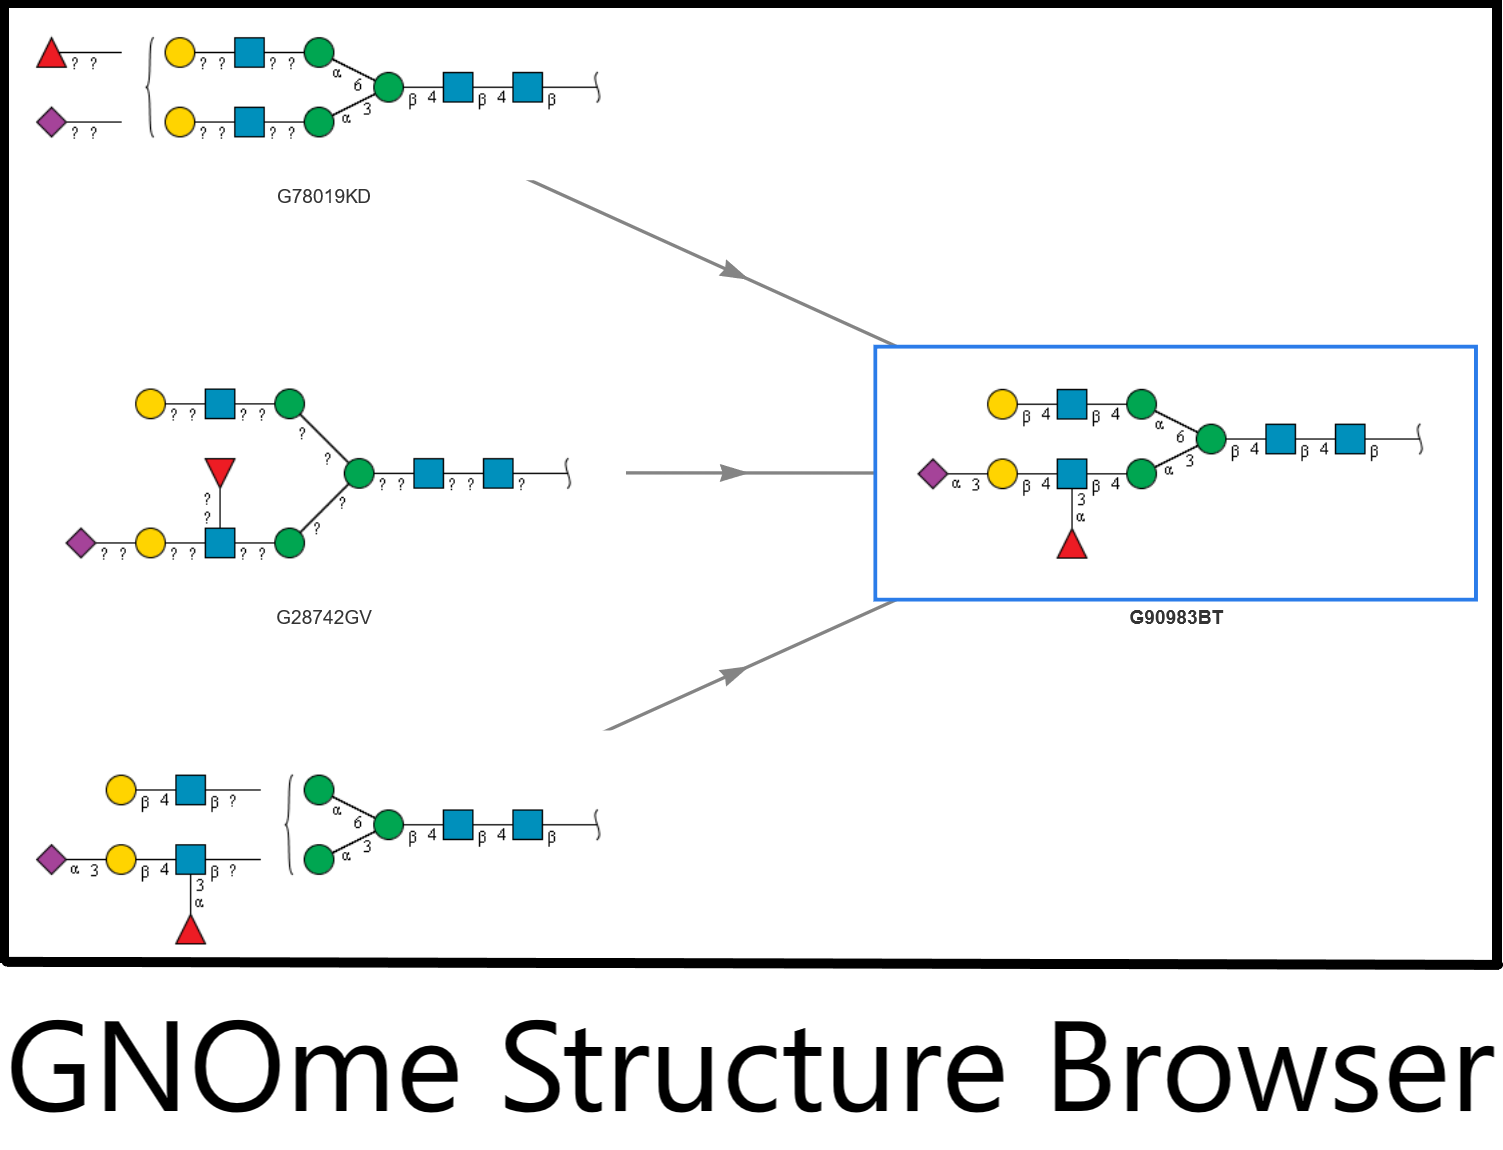 ? ? ? ? ? ? α 6 β 4 β 4 β
? ? ? ? ? ? α 3
G78019KD
? ? ? ? ?
? ? ? ? ? ? ?
? ? ? ?
? ? ? ? ? ?
G28742GV
β 4 β 4 α 6 β 4 β 4 β
α 3 β 4 β 4 α 3
3
α
G90983BT
β 4 β ? α 6 β 4 β 4 β
α 3 β 4 β ? α 3
3
α
GNOme Structure Browser